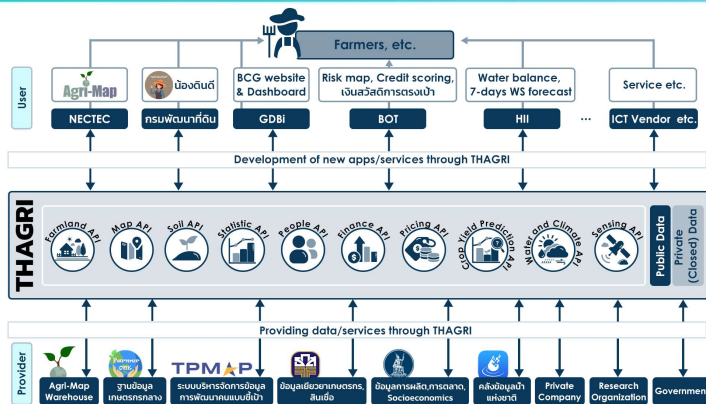 Farmers, etc.
User
Agri-Map
น้องดินดี
BCG website
& Dashboard
Risk map, Credit scoring,
เงินสวัสดิการตรงเป้า
Water balance,
7-days WS forecast
Service etc.
NECTEC
กรมพัฒนาที่ดิน
GDBi
BOT
HII
...
ICT Vendor etc.
Development of new apps/services through THAGRI
THAGRI
Farmland API
Map API
Soil API
Statistic API
People API
Finance API
Pricing API
Crop Yield Prediction API
Water and Climate API
Sensing API
Public Data
Private
(Closed) Data
Providing data/services through THAGRI
Provider
Farmer
ONE
TPMAP
Agri-Map
Warehouse
ฐานข้อมูล
เกษตรกรกลาง
ระบบบริหารจัดการข้อมูล
การพัฒนาคนแบบชี้เป้า
ข้อมูลเยียวยาเกษตรกร,
สินเชื่อ
ข้อมูลการผลิต,การตลาด,
Socioeconomics
คลังข้อมูลน้ำ
แห่งชาติ
Private
Company
Research
Organization
Government